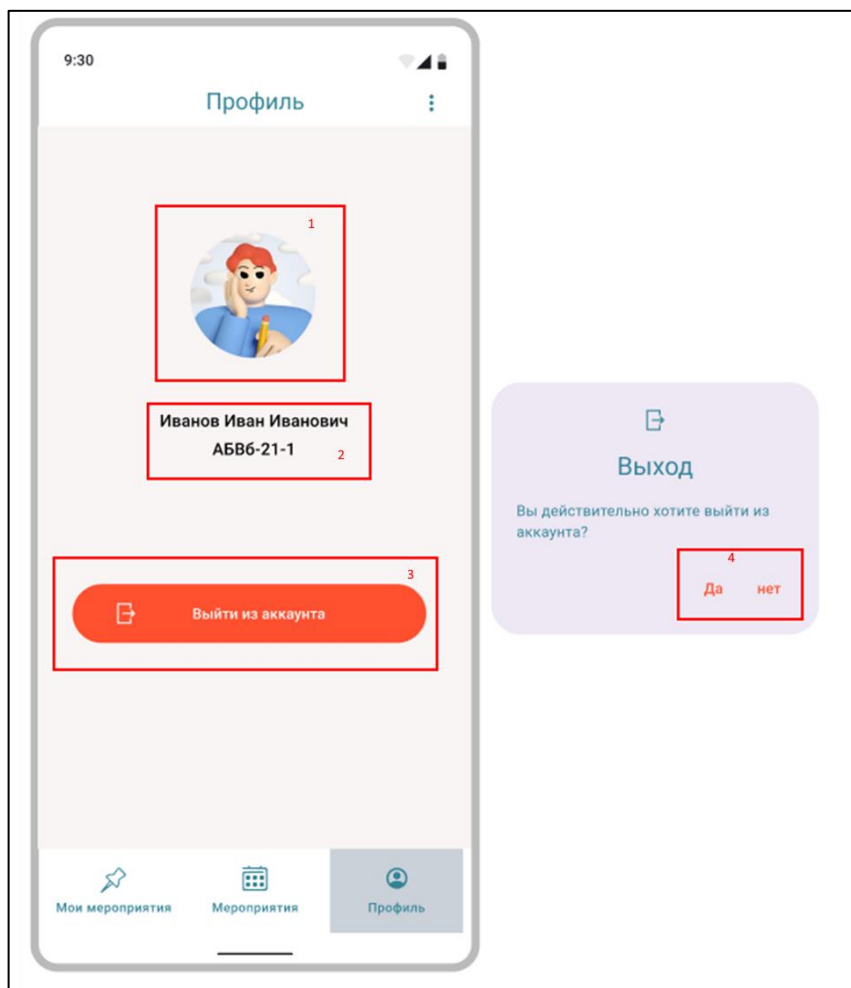 9:30
Профиль
1
Иванов Иван Иванович
АБВб-21-1
2
3
Выйти из аккаунта
Мои мероприятия
Мероприятия
Профиль
Выход
Вы действительно хотите выйти из
аккаунта?
4
Да нет